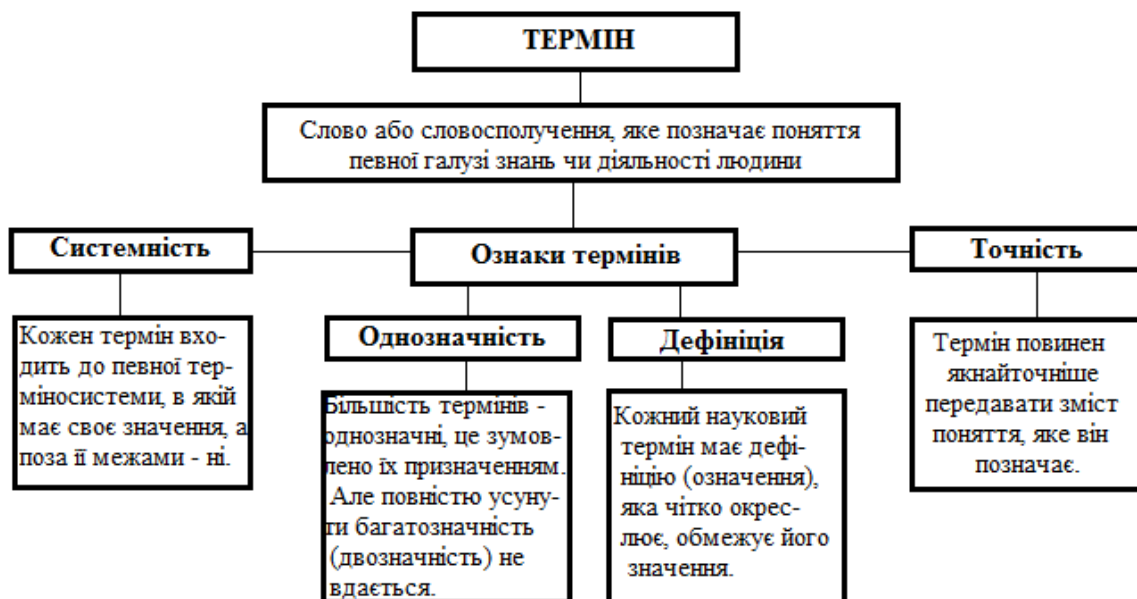 ТЕРМІН
Слово або словосполучення, яке позначає поняття
певної галузі знань чи діяльності людини
Системність
Ознаки термінів
Точність
Кожен термін вхо-
дить до певної тер-
міносистеми, в якій
має своє значення, а
поза її межами - ні.
Однозначність
Більшість термінів -
однозначні, це зумов-
лено їх призначенням.
Але повністю усуну-
ти багатозначність
(двозначність) не
вдається.
Дефініція
Кожний науковий
термін має дефі-
ніцію (означення),
яка чітко окрес-
лює, обмежує його
значення.
Термін повинен
якнайточніше
передавати зміст
поняття, яке він
позначає.